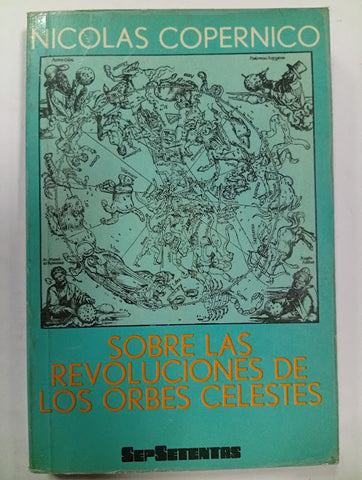 NICOLAS COPERNICO
SOBRE LAS
REVOLUCIONES DE
LOS ORBES CELESTES
SEPSETENTAS